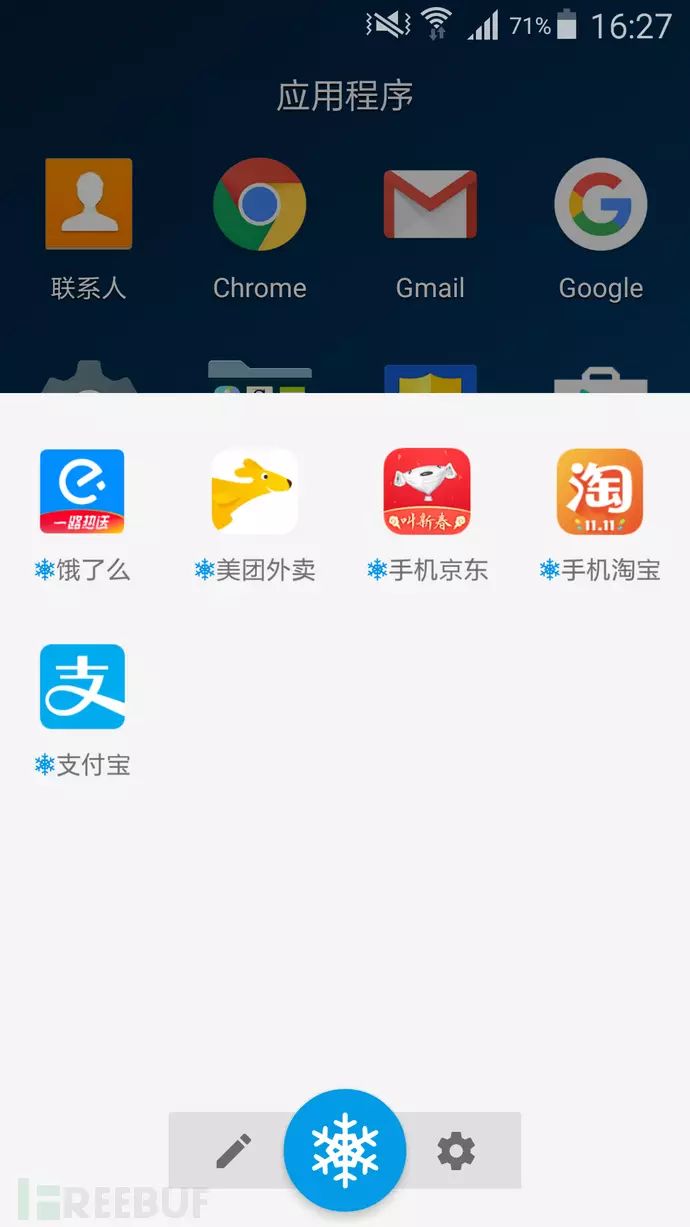 71% 16:27
应用程序
联系人 Chrome Gmail Google
一路热送
叫新春
淘
11.11
饿了么 美团外卖 手机京东 手机淘宝
支
支付宝
FREEBUF